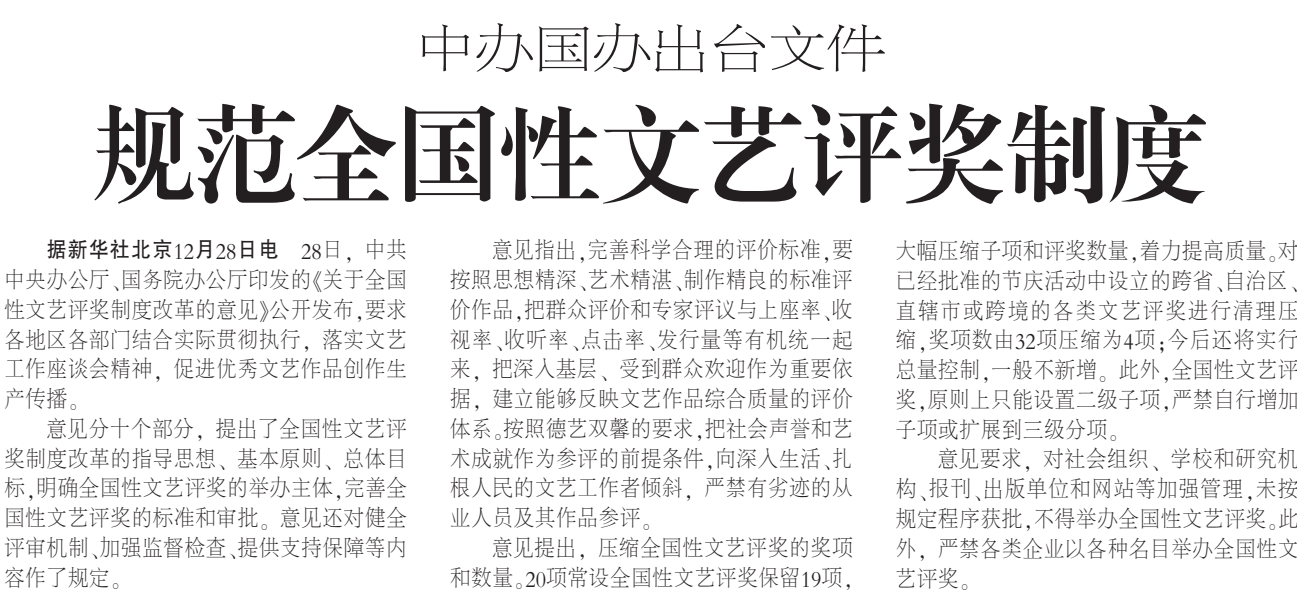 中办国办出台文件
规范全国性文艺评奖制度
据新华社北京12月28日电　28日，中共
中央办公厅、国务院办公厅印发的《关于全国
性文艺评奖制度改革的意见》公开发布，要求
各地区各部门结合实际贯彻执行，落实文艺
工作座谈会精神，促进优秀文艺作品创作生
产传播。
意见分十个部分，提出了全国性文艺评
奖制度改革的指导思想、基本原则、总体目
标，明确全国性文艺评奖的举办主体，完善全
国性文艺评奖的标准和审批。意见还对健全
评审机制、加强监督检查、提供支持保障等内
容作了规定。
意见指出，完善科学合理的评价标准，要
按照思想精深、艺术精湛、制作精良的标准评
价作品，把群众评价和专家评议与上座率、收
视率、收听率、点击率、发行量等有机统一起
来，把深入基层、受到群众欢迎作为重要依
据，建立能够反映文艺作品综合质量的评价
体系。按照德艺双馨的要求，把社会声誉和艺
术成就作为参评的前提条件，向深入生活、扎
根人民的文艺工作者倾斜，严禁有劣迹的从
业人员及其作品参评。
意见提出，压缩全国性文艺评奖的奖项
和数量。20项常设全国性文艺评奖保留19项，
大幅压缩子项和评奖数量，着力提高质量。对
已经批准的节庆活动中设立的跨省、自治区、
直辖市或跨境的各类文艺评奖进行清理压
缩，奖项数由32项压缩为4项；今后还将实行
总量控制，一般不新增。此外，全国性文艺评
奖，原则上只能设置二级子项，严禁自行增加
子项或扩展到三级分项。
意见要求，对社会组织、学校和研究机
构、报刊、出版单位和网站等加强管理，未按
规定程序获批，不得举办全国性文艺评奖。此
外，严禁各类企业以各种名目举办全国性文
艺评奖。